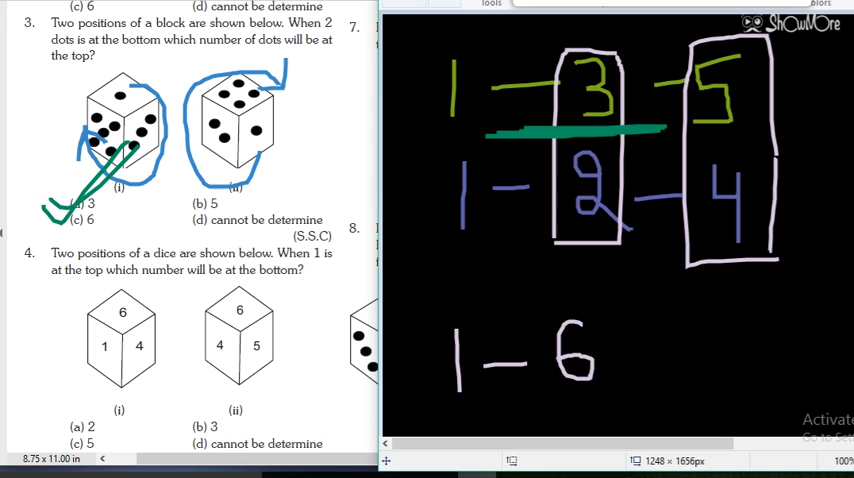 (c) 6 (d) cannot be determine
3. Two positions of a block are shown below. When 2
dots is at the bottom which number of dots will be at
the top?
(i) (ii)
3 (b) 5
(c) 6 (d) cannot be determine
(S.S.C)
4. Two positions of a dice are shown below. When 1 is
at the top which number will be at the bottom?
6 6
1 4 4 5
(i) (ii)
(a) 2 (b) 3
(c) 5 (d) cannot be determine
8.75 x 11.00 in
7.
8.
Tools
ShowMore
1 - 3 - 5
1 - 2 - 4
1 - 6
Activate
1248 × 1656px
100%